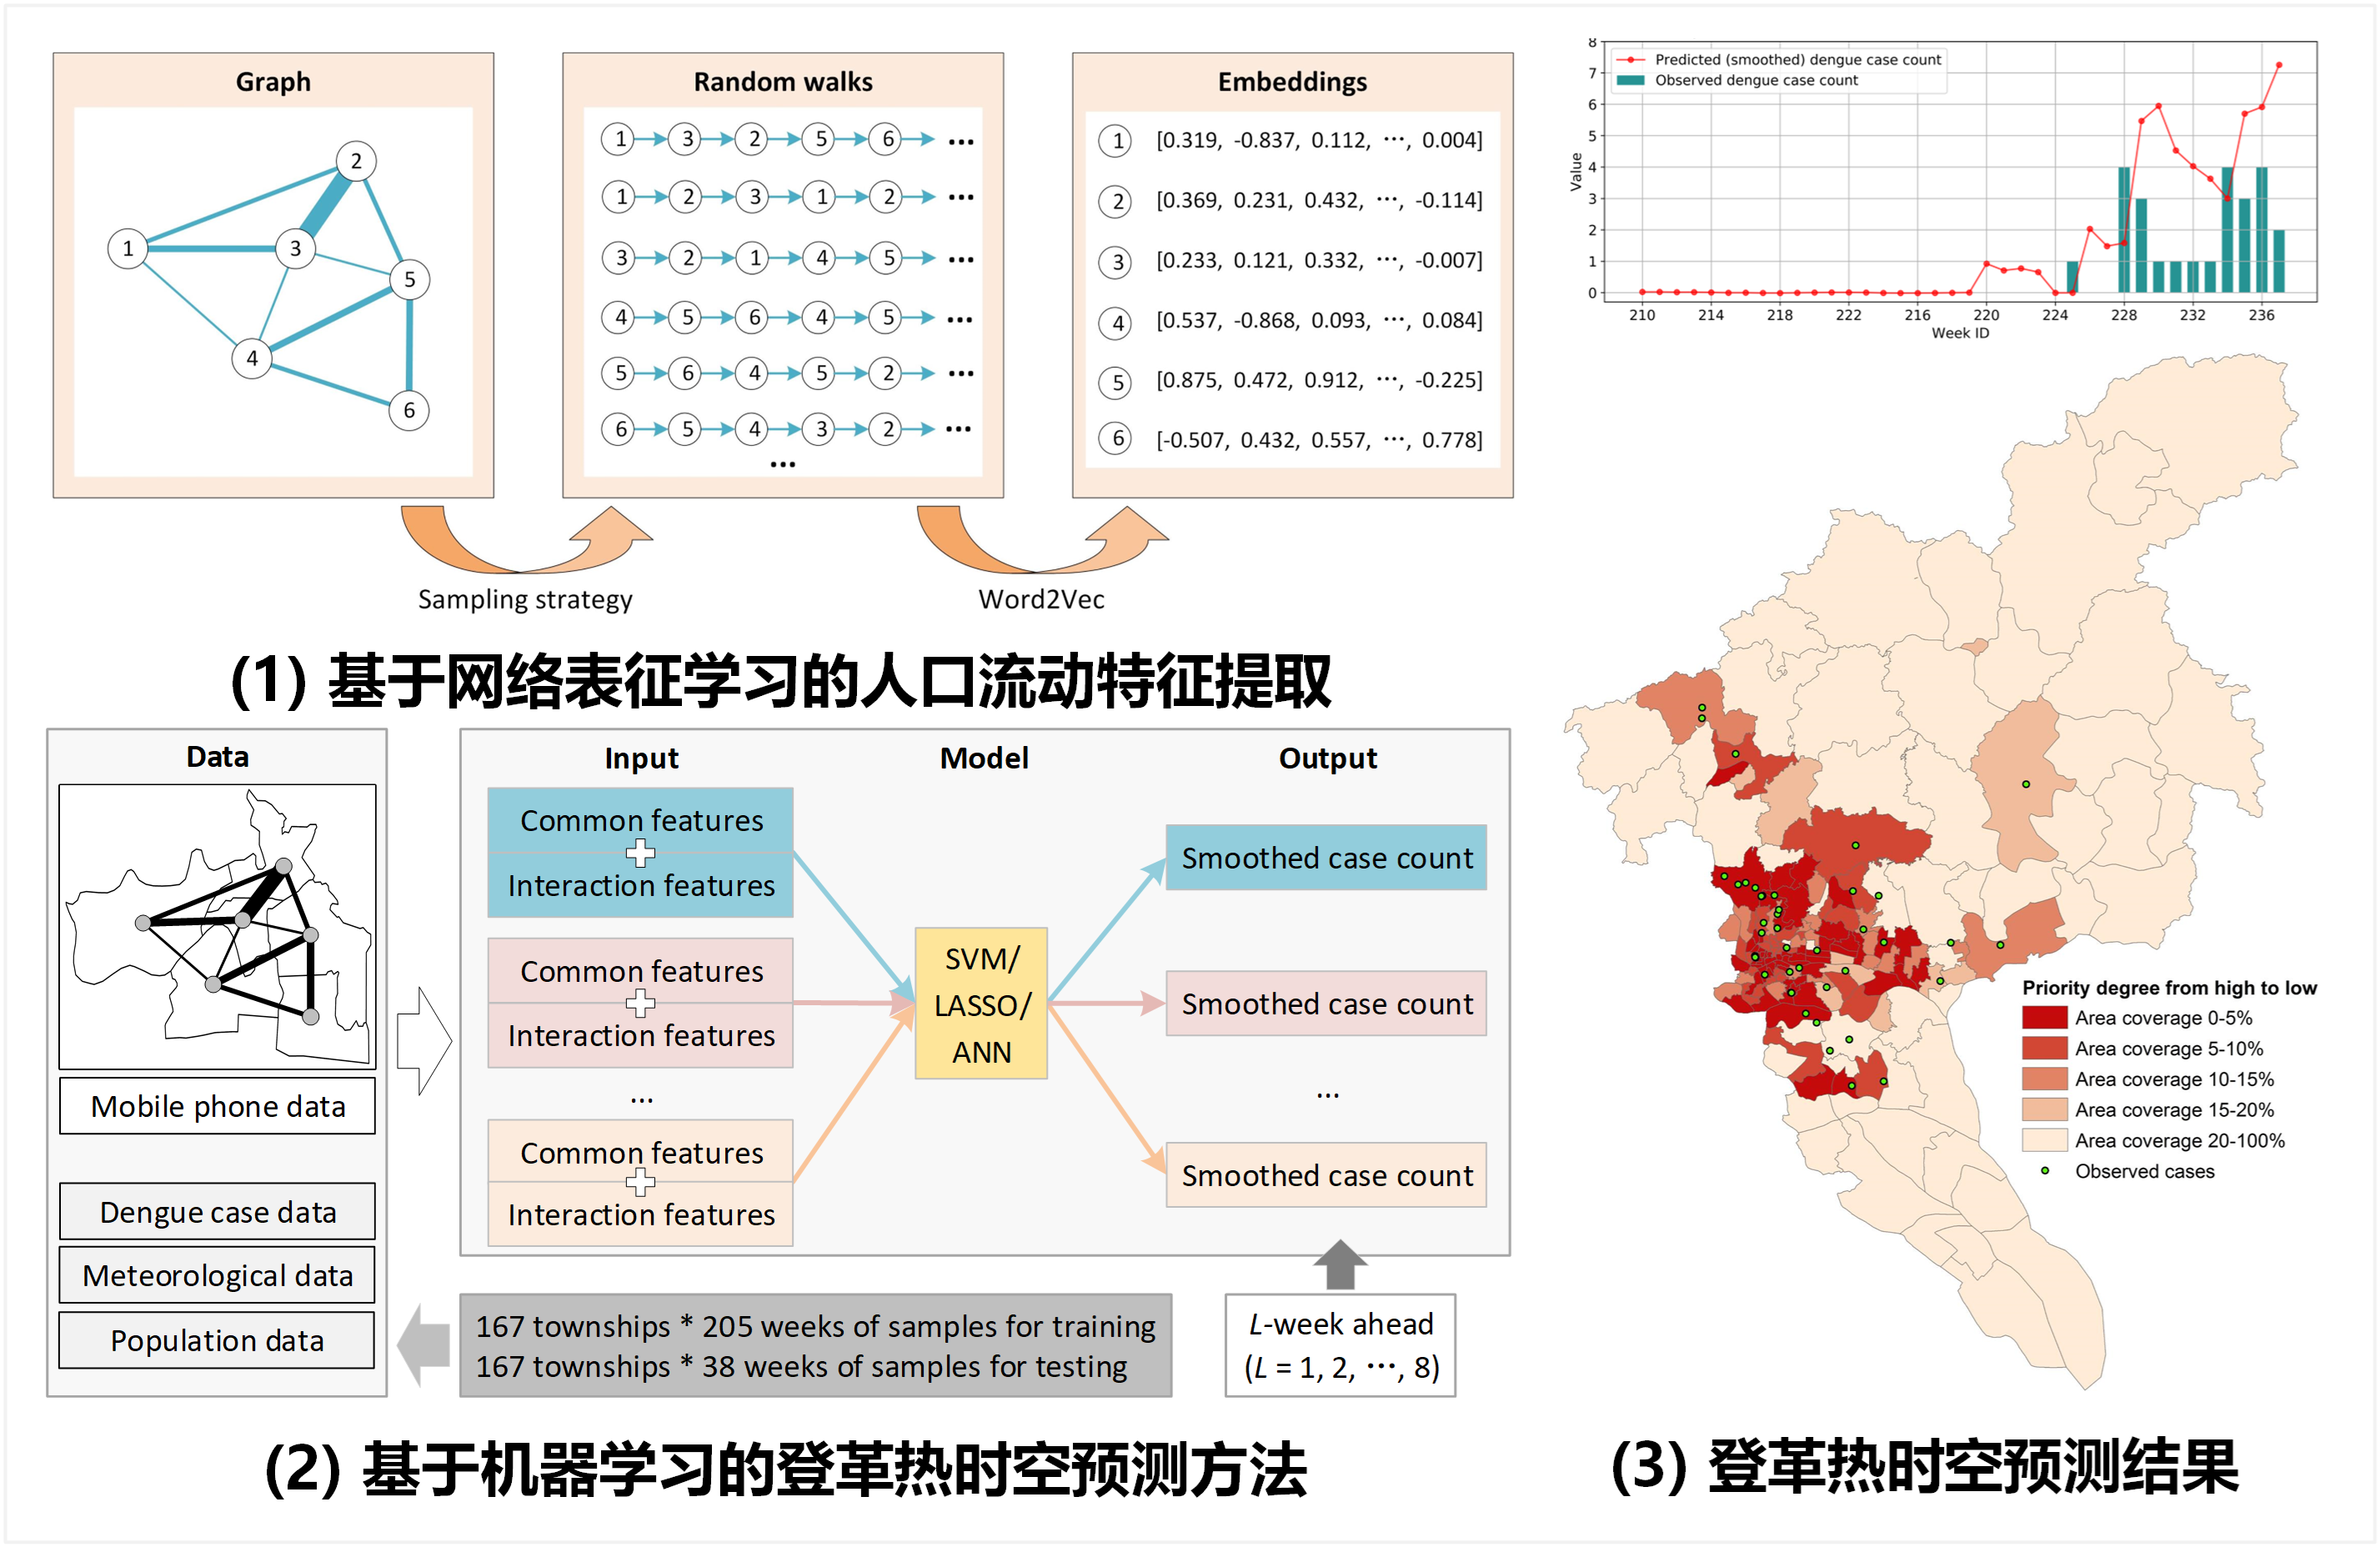 Graph
1
2
3
4
5
6
Random walks
1 3 2 5 6 ...
1 2 3 1 2 ...
3 2 1 4 5 ...
4 5 6 4 5 ...
5 6 4 5 2 ...
6 5 4 3 2 ...
...
Embeddings
1 [0.319, -0.837, 0.112, ···, 0.004]
2 [0.369, 0.231, 0.432, ···, -0.114]
3 [0.233, 0.121, 0.332, ···, -0.007]
4 [0.537, -0.868, 0.093, ···, 0.084]
5 [0.875, 0.472, 0.912, ···, -0.225]
6 [-0.507, 0.432, 0.557, ···, 0.778]
Sampling strategy
Word2Vec
(1) 基于网络表征学习的人口流动特征提取
Data
Mobile phone data
Dengue case data
Meteorological data
Population data
Input
Common features
Interaction features
Common features
Interaction features
...
Common features
Interaction features
Model
SVM/
LASSO/
ANN
Output
Smoothed case count
Smoothed case count
...
Smoothed case count
167 townships * 205 weeks of samples for training
167 townships * 38 weeks of samples for testing
L-week ahead
(L = 1, 2, ···, 8)
(2) 基于机器学习的登革热时空预测方法
Predicted (smoothed) dengue case count
Observed dengue case count
Value
8
7
6
5
4
3
2
1
0
210 214 218 222 216 220 224 228 232 236
Week ID
Priority degree from high to low
Area coverage 0-5%
Area coverage 5-10%
Area coverage 10-15%
Area coverage 15-20%
Area coverage 20-100%
Observed cases
(3) 登革热时空预测结果